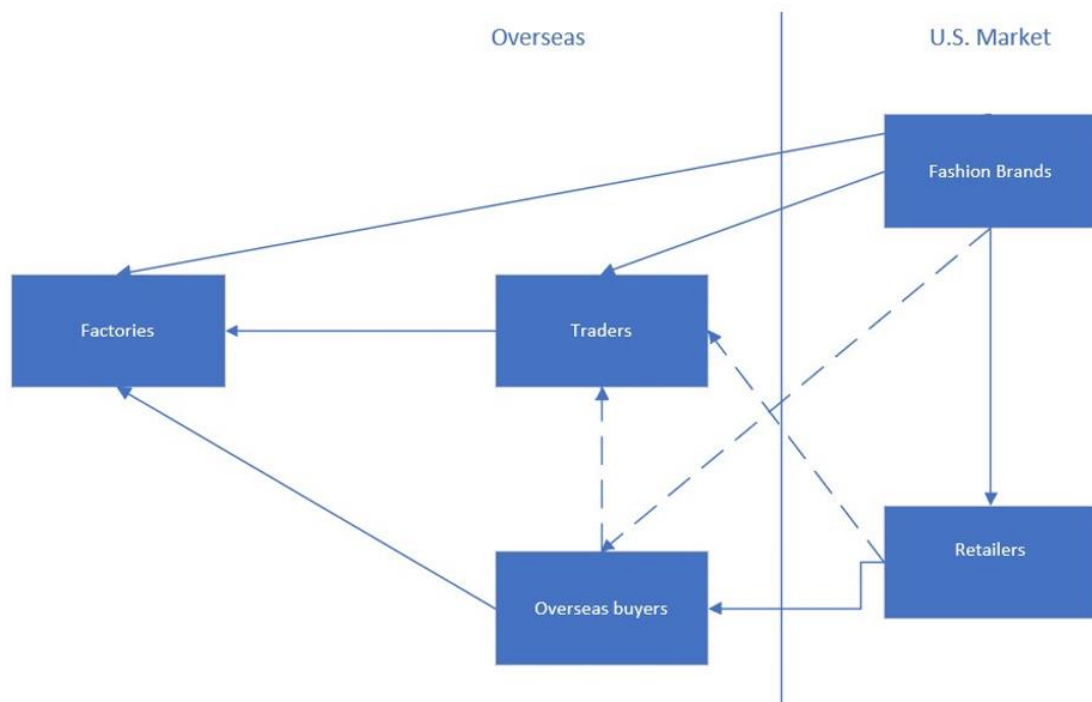 Overseas
U.S. Market
Fashion Brands
Factories
Traders
Retailers
Overseas buyers